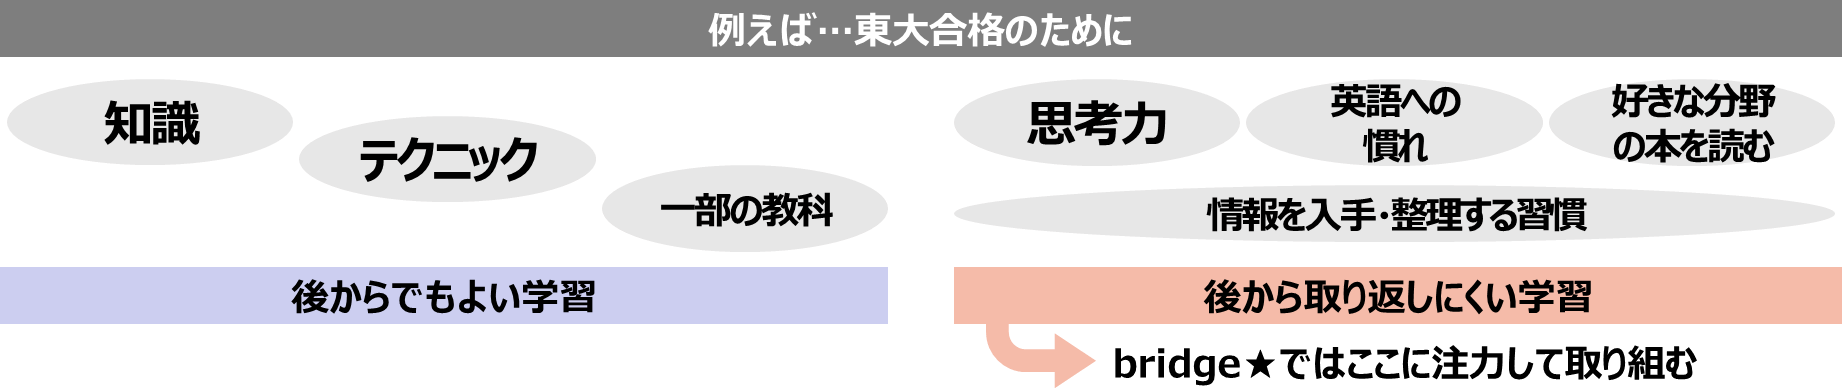 例えば…東大合格のために
知識
テクニック
一部の教科
後からでもよい学習
思考力
英語への
慣れ
好きな分野
の本を読む
情報を入手・整理する習慣
後から取り返しにくい学習
bridge★ではここに注力して取り組む